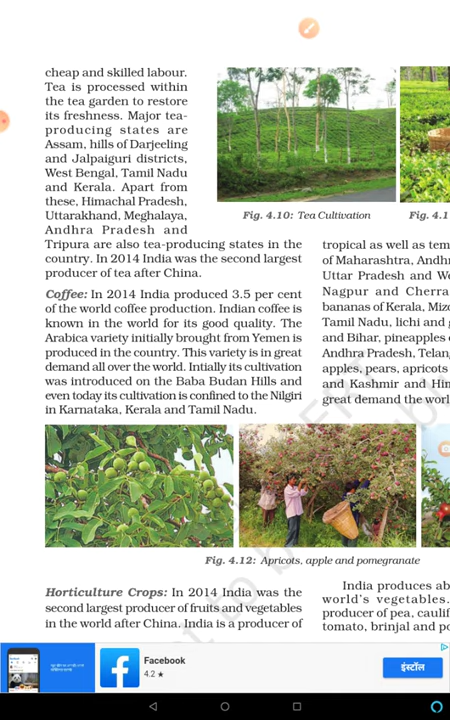 cheap and skilled labour.
Tea is processed within
the tea garden to restore
its freshness. Major tea-
producing states are
Assam, hills of Darjeeling
and Jalpaiguri districts,
West Bengal, Tamil Nadu
and Kerala. Apart from
these, Himachal Pradesh,
Uttarakhand, Meghalaya,
Andhra Pradesh and
Tripura are also tea-producing states in the
country. In 2014 India was the second largest
producer of tea after China.
Coffee: In 2014 India produced 3.5 per cent
of the world coffee production. Indian coffee is
known in the world for its good quality. The
Arabica variety initially brought from Yemen is
produced in the country. This variety is in great
demand all over the world. Intially its cultivation
was introduced on the Baba Budan Hills and
even today its cultivation is confined to the Nilgiri
in Karnataka, Kerala and Tamil Nadu.
Fig. 4.10: Tea Cultivation
Fig. 4.1
tropical as well as tem
of Maharashtra, Andhr
Uttar Pradesh and We
Nagpur and Cherra
bananas of Kerala, Mizo
Tamil Nadu, lichi and g
and Bihar, pineapples o
Andhra Pradesh, Telang
apples, pears, apricots
and Kashmir and Him
great demand the worl
Fig. 4.12: Apricots, apple and pomegranate
Horticulture Crops: In 2014 India was the
second largest producer of fruits and vegetables
in the world after China. India is a producer of
India produces ab
world's vegetables.
producer of pea, caulif
tomato, brinjal and po
Facebook
4.2 ★
इंस्टॉल